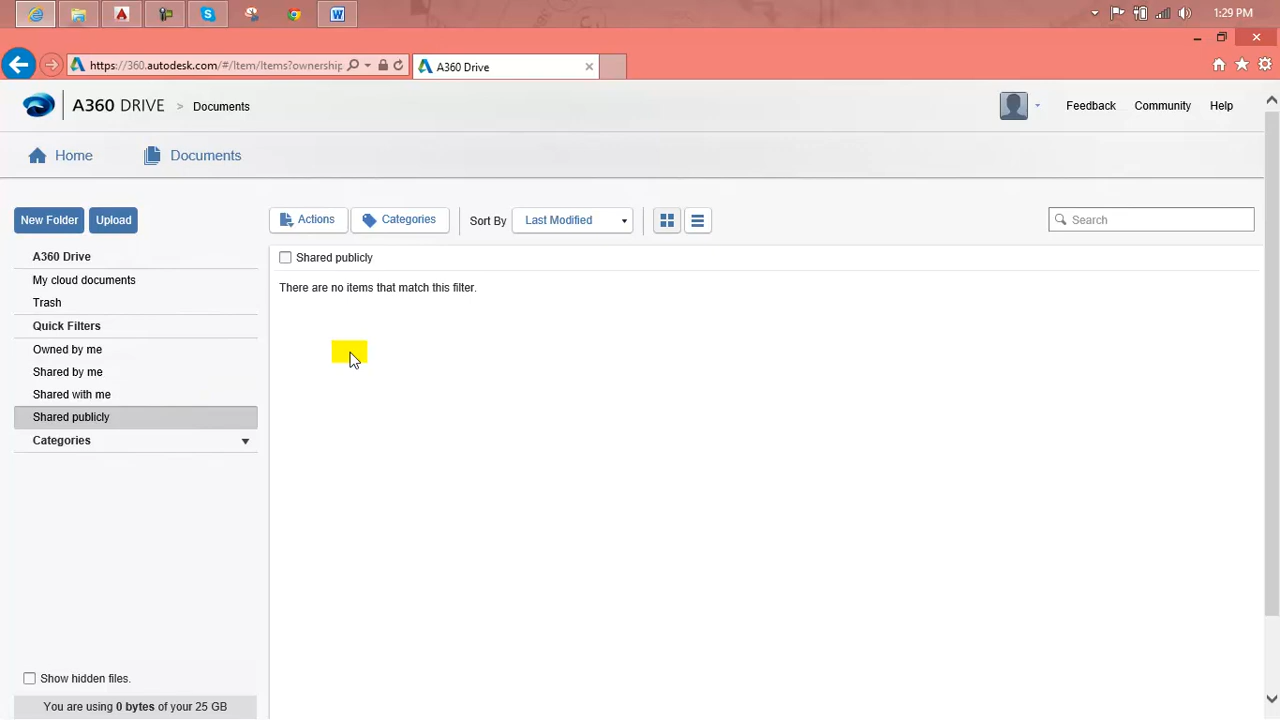 1:29 PM
https://360.autodesk.com/#/Item/Items?ownership
A360 Drive
A360 DRIVE > Documents
Feedback Community Help
Home Documents
New Folder Upload
Actions Categories Sort By Last Modified
Search
A360 Drive
My cloud documents
Trash
Quick Filters
Owned by me
Shared by me
Shared with me
Shared publicly
Categories
Shared publicly
There are no items that match this filter.
Show hidden files.
You are using 0 bytes of your 25 GB